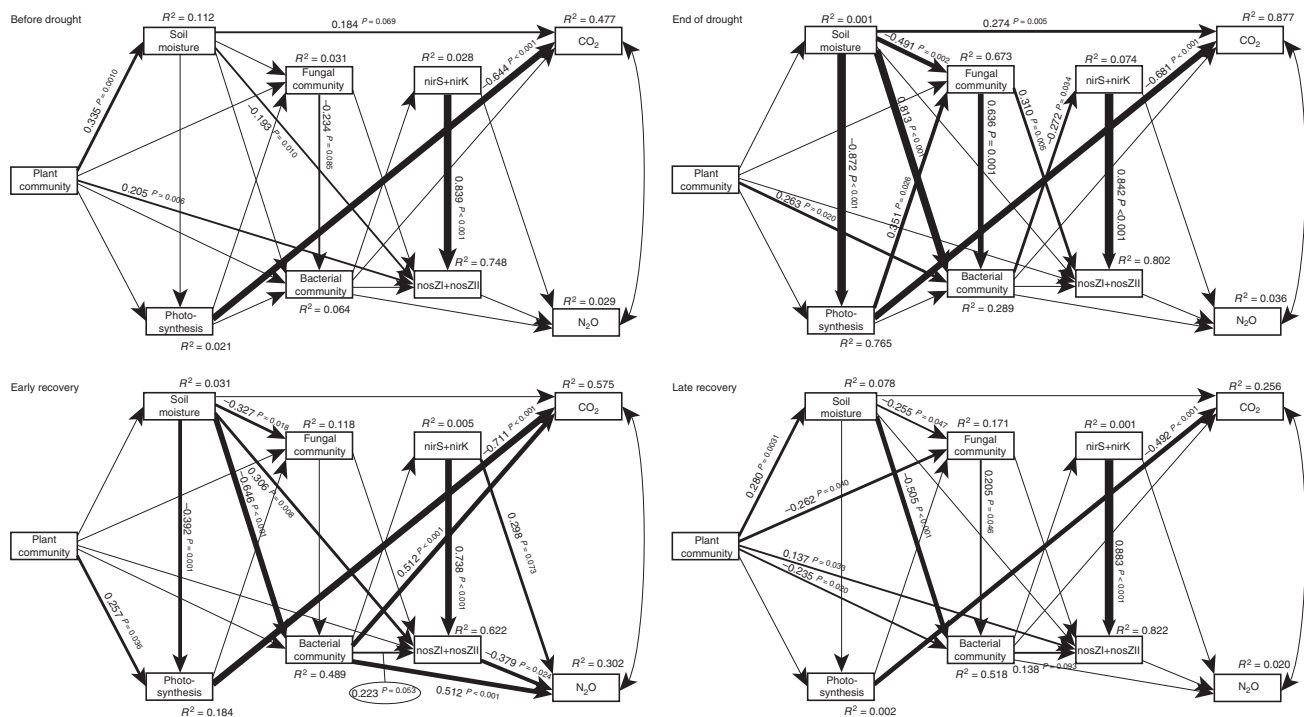 Before drought
R² = 0.112
Soil
moisture
0.184 P = 0.069
R² = 0.477
CO₂
R² = 0.031
Fungal
community
R² = 0.028
nirS+nirK
−0.644 P < 0.001
0.335 P = 0.0010
−0.234 P = 0.085
−0.193 P = 0.010
Plant
community
0.205 P = 0.006
0.839 P < 0.001
R² = 0.748
Bacterial
community
nosZI+nosZII
R² = 0.064
R² = 0.029
N₂O
Photo-
synthesis
R² = 0.021
End of drought
R² = 0.001
Soil
moisture
0.274 P = 0.005
R² = 0.877
CO₂
−0.491 P = 0.002
R² = 0.673
Fungal
community
R² = 0.074
nirS+nirK
−0.681 P < 0.001
−0.272 P = 0.034
0.310 P = 0.006
0.813 P < 0.001
0.636 P = 0.001
−0.872 P < 0.001
Plant
community
0.263 P = 0.020
0.351 P = 0.026
0.842 P <0.001
R² = 0.802
Bacterial
community
nosZI+nosZII
R² = 0.289
R² = 0.036
N₂O
Photo-
synthesis
R² = 0.765
Early recovery
R² = 0.031
Soil
moisture
R² = 0.575
CO₂
−0.327 P = 0.018
R² = 0.118
Fungal
community
R² = 0.005
nirS+nirK
−0.711 P < 0.001
−0.646 P < 0.001
0.306 P = 0.008
−0.392 P = 0.001
Plant
community
0.512 P < 0.001
0.738 P < 0.001
0.298 P = 0.073
0.257 P = 0.036
R² = 0.622
Bacterial
community
nosZI+nosZII
−0.379 P = 0.024
R² = 0.489
R² = 0.302
N₂O
0.223 P = 0.053
0.512 P < 0.001
Photo-
synthesis
R² = 0.184
Late recovery
R² = 0.078
Soil
moisture
R² = 0.256
CO₂
−0.255 P = 0.047
R² = 0.171
Fungal
community
R² = 0.001
nirS+nirK
−0.492 P < 0.001
0.280 P = 0.0031
−0.262 P = 0.040
−0.505 P < 0.001
0.205 P = 0.046
Plant
community
0.137 P = 0.033
−0.235 P = 0.020
0.883 P < 0.001
R² = 0.822
Bacterial
community
nosZI+nosZII
R² = 0.518
0.138 P = 0.093
R² = 0.020
N₂O
Photo-
synthesis
R² = 0.002